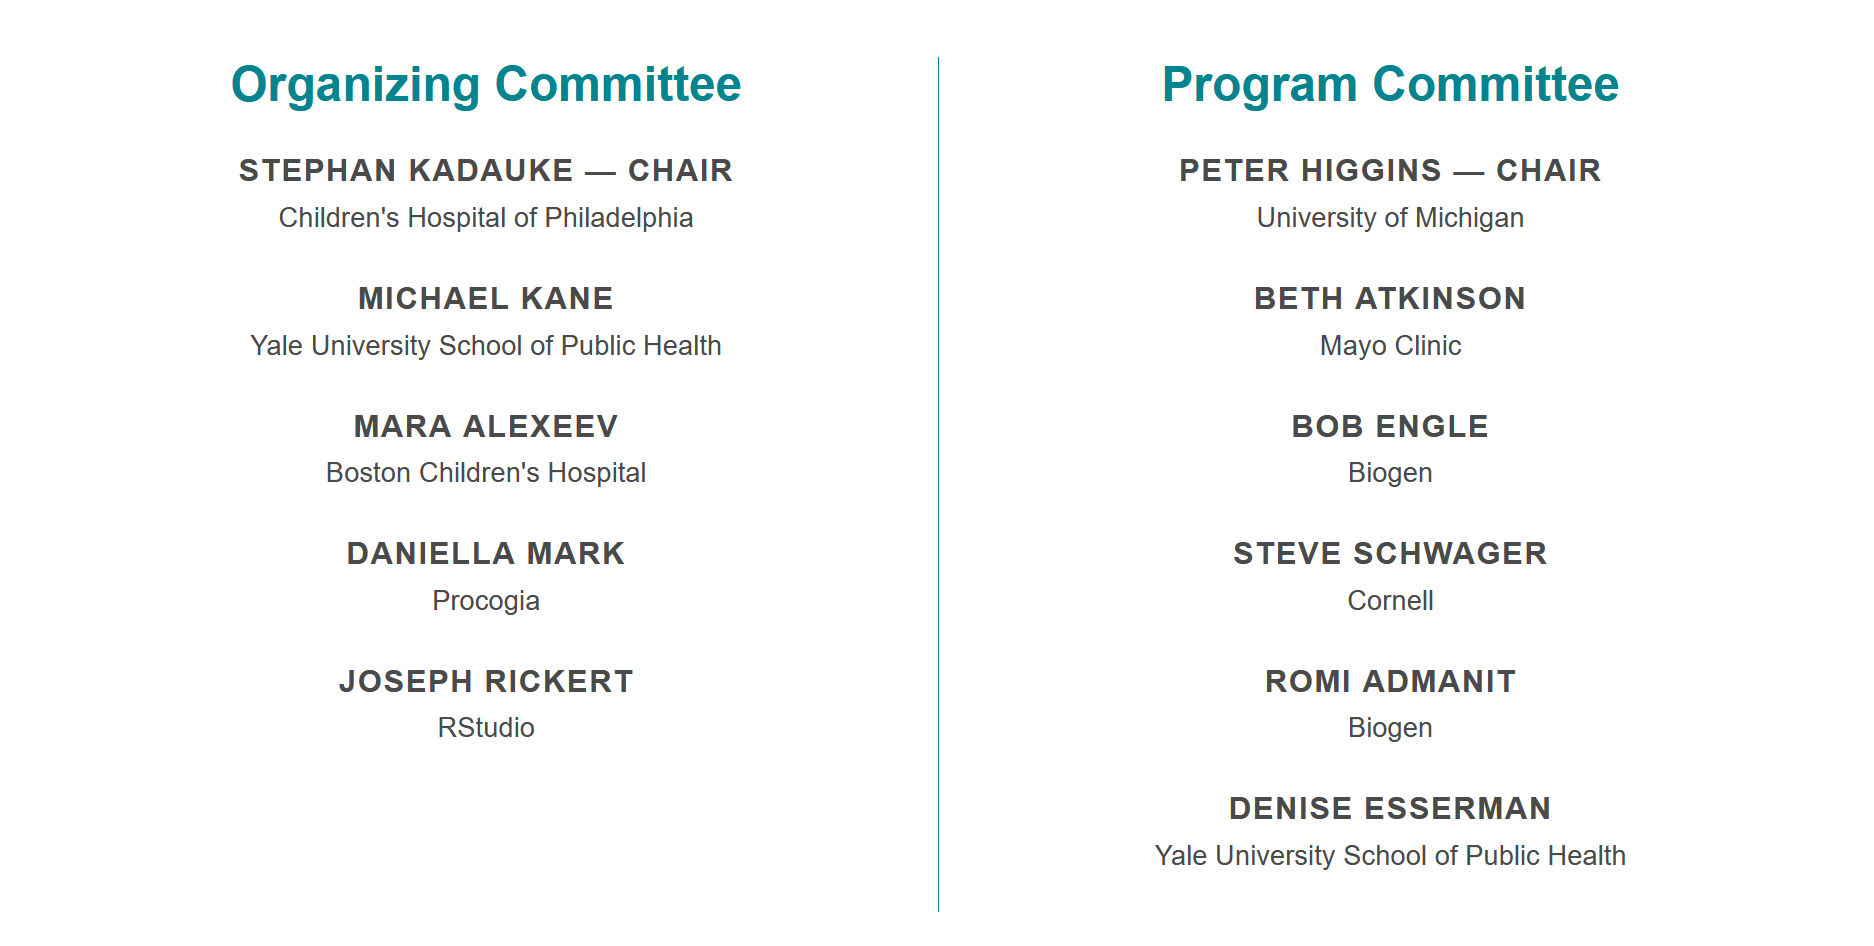 Organizing Committee
STEPHAN KADAUKE — CHAIR
Children's Hospital of Philadelphia
MICHAEL KANE
Yale University School of Public Health
MARA ALEXEEV
Boston Children's Hospital
DANIELLA MARK
Procogia
JOSEPH RICKERT
RStudio
Program Committee
PETER HIGGINS — CHAIR
University of Michigan
BETH ATKINSON
Mayo Clinic
BOB ENGLE
Biogen
STEVE SCHWAGER
Cornell
ROMI ADMANIT
Biogen
DENISE ESSERMAN
Yale University School of Public Health